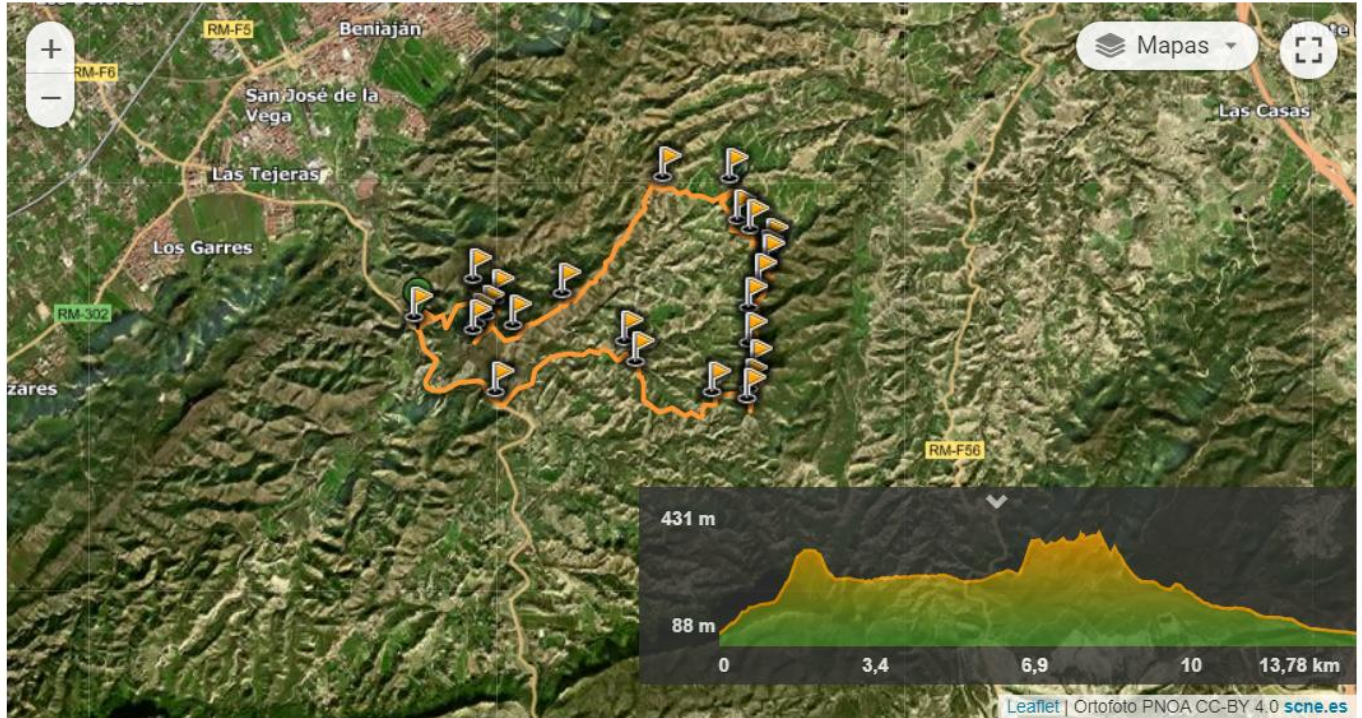 RM-F5
Beniaján
+
Mapas
RM-F6
−
San José de la
Vega
Las Casas
Las Tejeras
Los Garres
RM-302
zares
RM-F56
431 m
88 m
0
3,4
6,9
10
13,78 km
Leaflet | Ortofoto PNOA CC-BY 4.0 scne.es